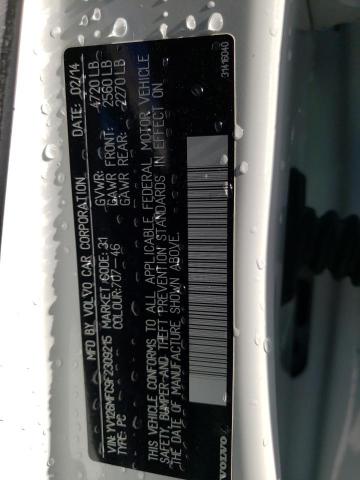 MFD BY VOLVO CAR CORPORATION DATE: 02/14
GVWR: 4720 LB
GAWR FRONT: 2560 LB
GAWR REAR: 2270 LB
VIN: YV126MFC9F2309215 MARKET CODE: 31
TYPE: PC COLOUR: 707-46
THIS VEHICLE CONFORMS TO ALL APPLICABLE FEDERAL MOTOR VEHICLE
SAFETY, BUMPER-AND THEFT PREVENTION STANDARDS IN EFFECT ON
THE DATE OF MANUFACTURE SHOWN ABOVE.
VOLVO
31416040